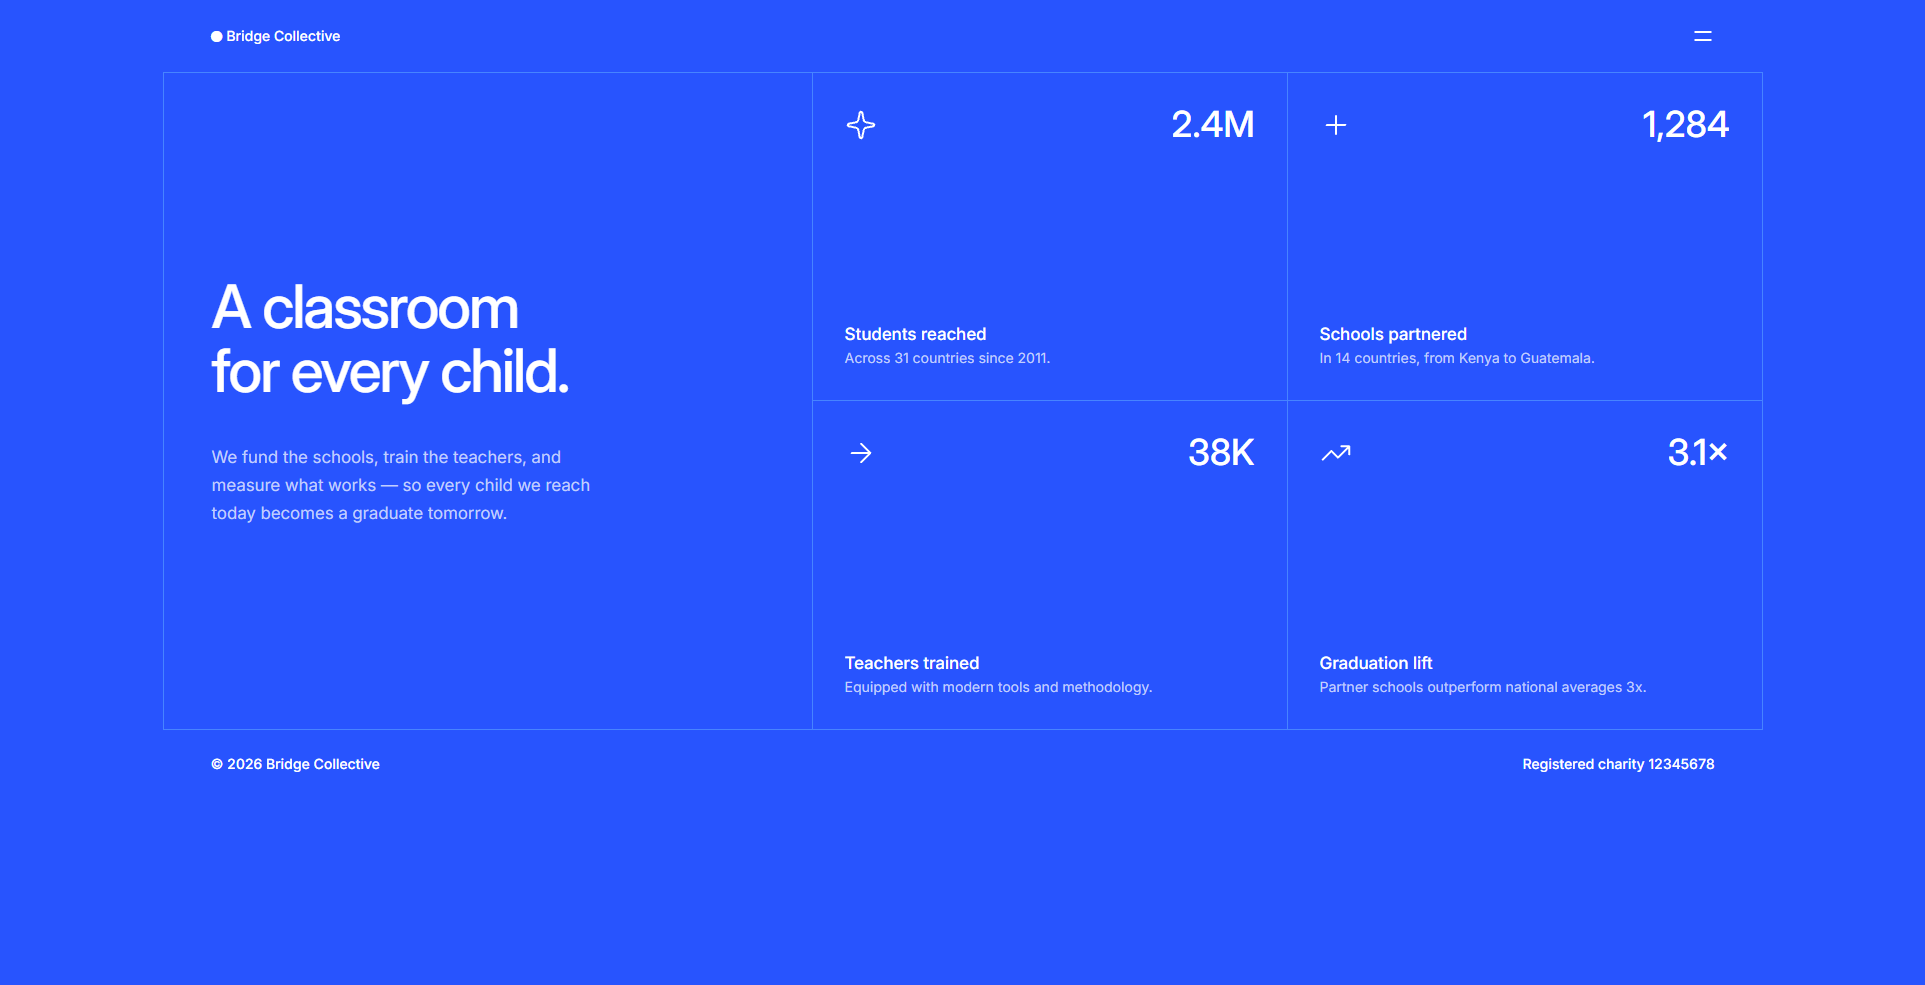 Bridge Collective
A classroom
for every child.
We fund the schools, train the teachers, and
measure what works — so every child we reach
today becomes a graduate tomorrow.
2.4M
Students reached
Across 31 countries since 2011.
1,284
Schools partnered
In 14 countries, from Kenya to Guatemala.
38K
Teachers trained
Equipped with modern tools and methodology.
3.1×
Graduation lift
Partner schools outperform national averages 3x.
© 2026 Bridge Collective
Registered charity 12345678